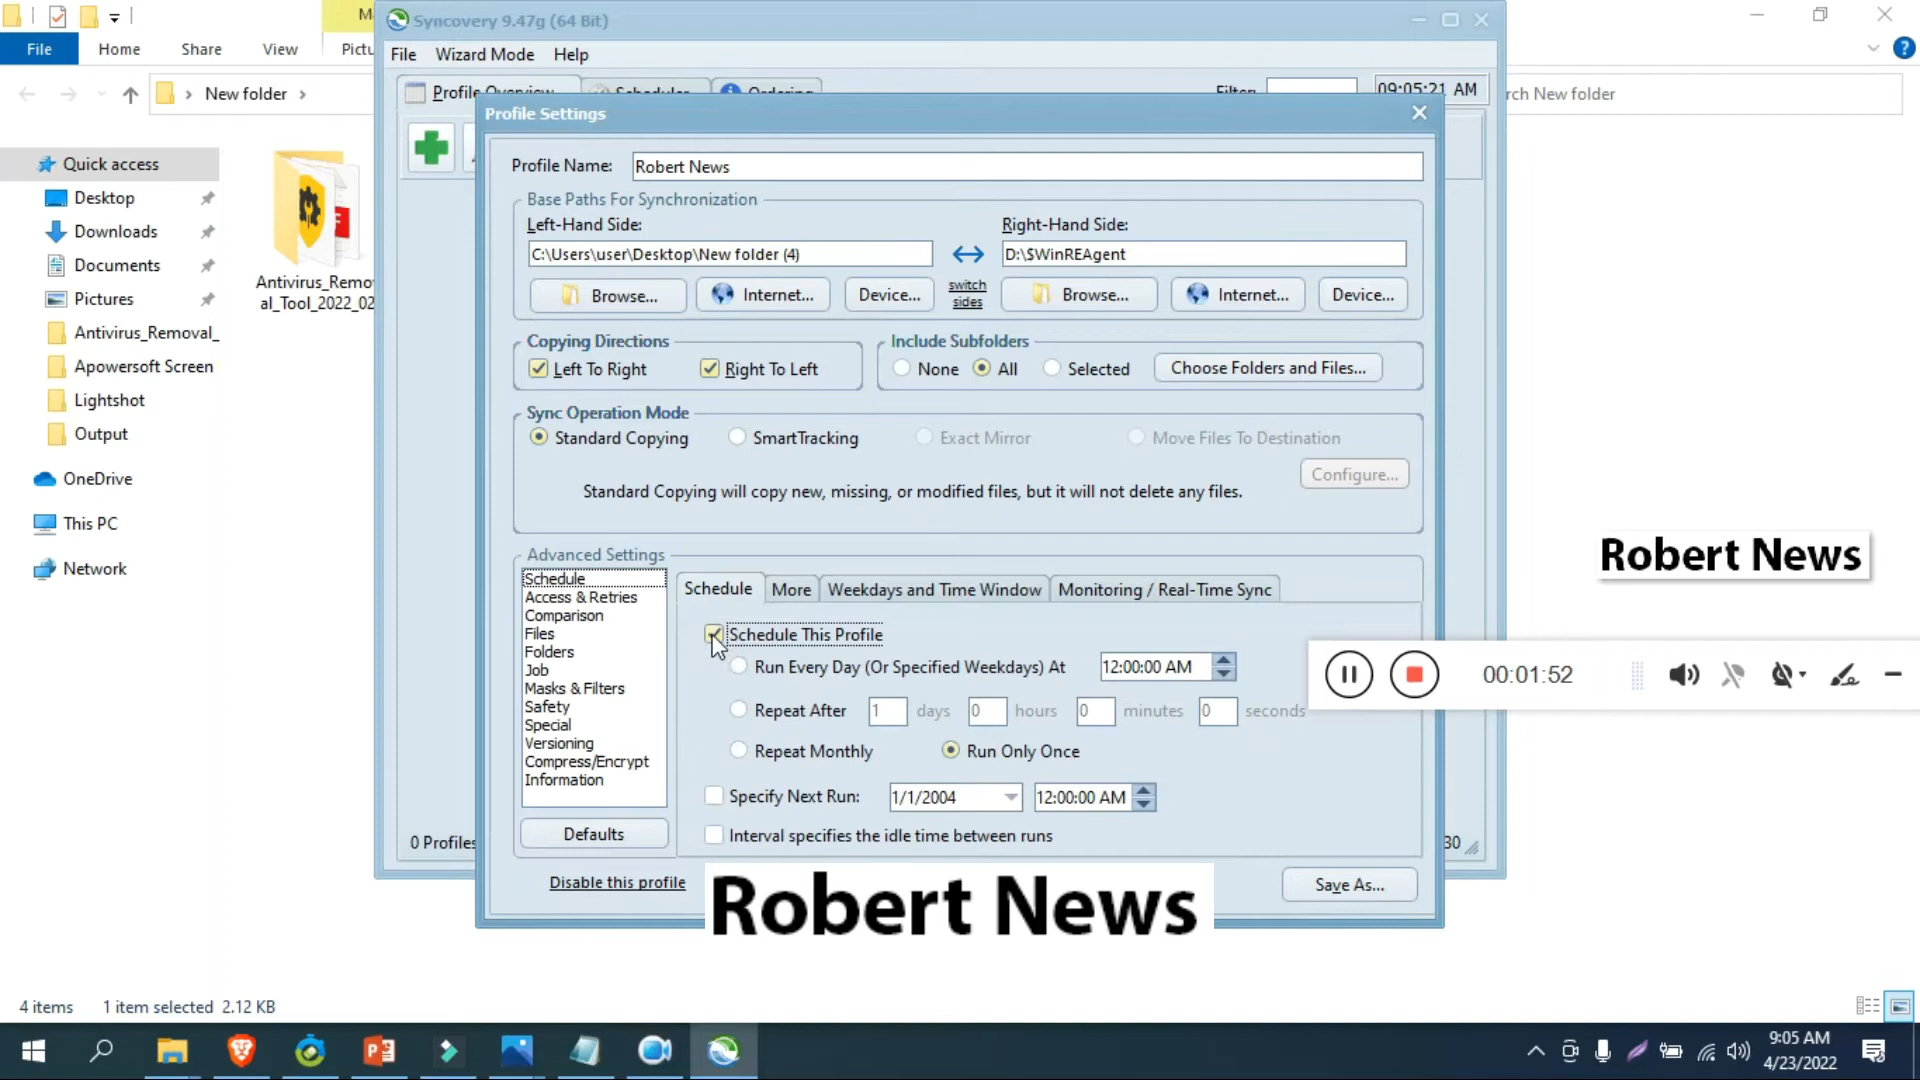 M
File
Home
Share
View
Pictu
New folder
rch New folder
Quick access
Desktop
Downloads
Documents
Pictures
Antivirus_Removal_
Apowersoft Screen
Lightshot
Output
OneDrive
This PC
Network
Antivirus_Remo
al_Tool_2022_02
4 items 1 item selected 2.12 KB
Syncovery 9.47g (64 Bit)
File Wizard Mode Help
Profile Overview Scheduler Ordering Filter: 09:05:21 AM
0 Profiles
30
Profile Settings
Profile Name: Robert News
Base Paths For Synchronization
Left-Hand Side: Right-Hand Side:
C:\Users\user\Desktop\New folder (4) D:\$WinREAgent
Browse... Internet... Device... switch sides Browse... Internet... Device...
Copying Directions Include Subfolders
Left To Right Right To Left None All Selected Choose Folders and Files...
Sync Operation Mode
Standard Copying SmartTracking Exact Mirror Move Files To Destination
Configure...
Standard Copying will copy new, missing, or modified files, but it will not delete any files.
Advanced Settings
Schedule
Access & Retries
Comparison
Files
Folders
Job
Masks & Filters
Safety
Special
Versioning
Compress/Encrypt
Information
Defaults
Schedule More Weekdays and Time Window Monitoring / Real-Time Sync
Schedule This Profile
Run Every Day (Or Specified Weekdays) At 12:00:00 AM
Repeat After 1 days 0 hours 0 minutes 0 seconds
Repeat Monthly Run Only Once
Specify Next Run: 1/1/2004 12:00:00 AM
Interval specifies the idle time between runs
Disable this profile
Save As...
Robert News
Robert News
00:01:52
9:05 AM
4/23/2022